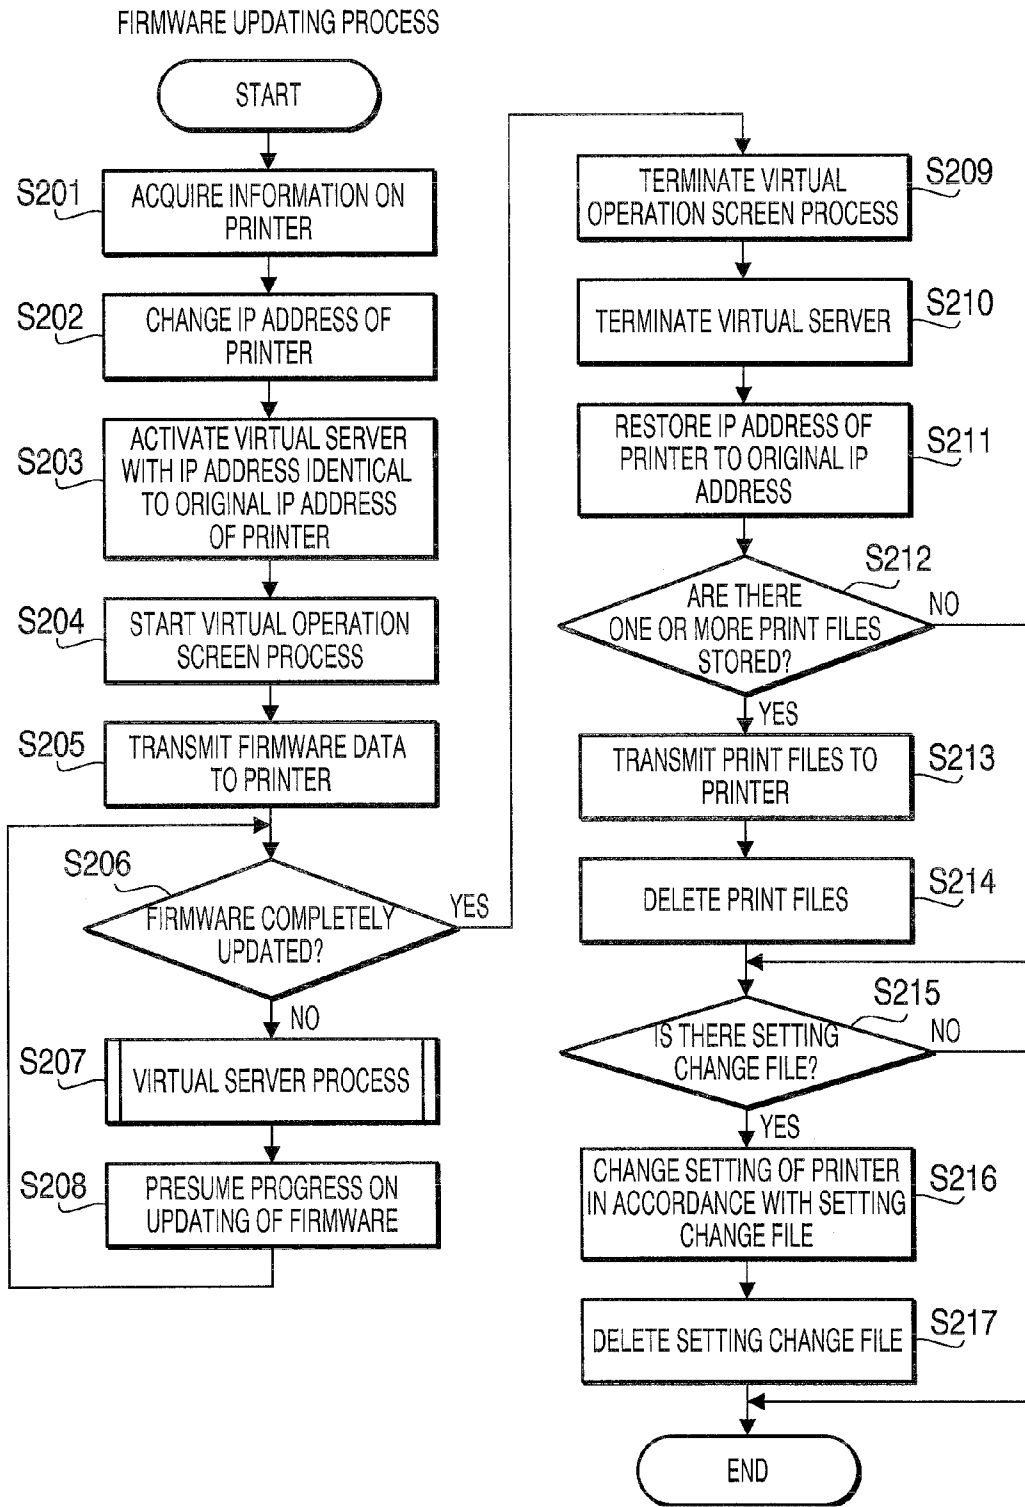 FIRMWARE UPDATING PROCESS
START
S201
ACQUIRE INFORMATION ON
PRINTER
S202
CHANGE IP ADDRESS OF
PRINTER
S203
ACTIVATE VIRTUAL SERVER
WITH IP ADDRESS IDENTICAL
TO ORIGINAL IP ADDRESS
OF PRINTER
S204
START VIRTUAL OPERATION
SCREEN PROCESS
S205
TRANSMIT FIRMWARE DATA
TO PRINTER
S206
FIRMWARE COMPLETELY
UPDATED?
YES
NO
S207
VIRTUAL SERVER PROCESS
S208
PRESUME PROGRESS ON
UPDATING OF FIRMWARE
S209
TERMINATE VIRTUAL
OPERATION SCREEN PROCESS
S210
TERMINATE VIRTUAL SERVER
S211
RESTORE IP ADDRESS OF
PRINTER TO ORIGINAL IP
ADDRESS
S212
ARE THERE
ONE OR MORE PRINT FILES
STORED?
NO
YES
S213
TRANSMIT PRINT FILES TO
PRINTER
S214
DELETE PRINT FILES
S215
IS THERE SETTING
CHANGE FILE?
NO
YES
S216
CHANGE SETTING OF PRINTER
IN ACCORDANCE WITH SETTING
CHANGE FILE
S217
DELETE SETTING CHANGE FILE
END